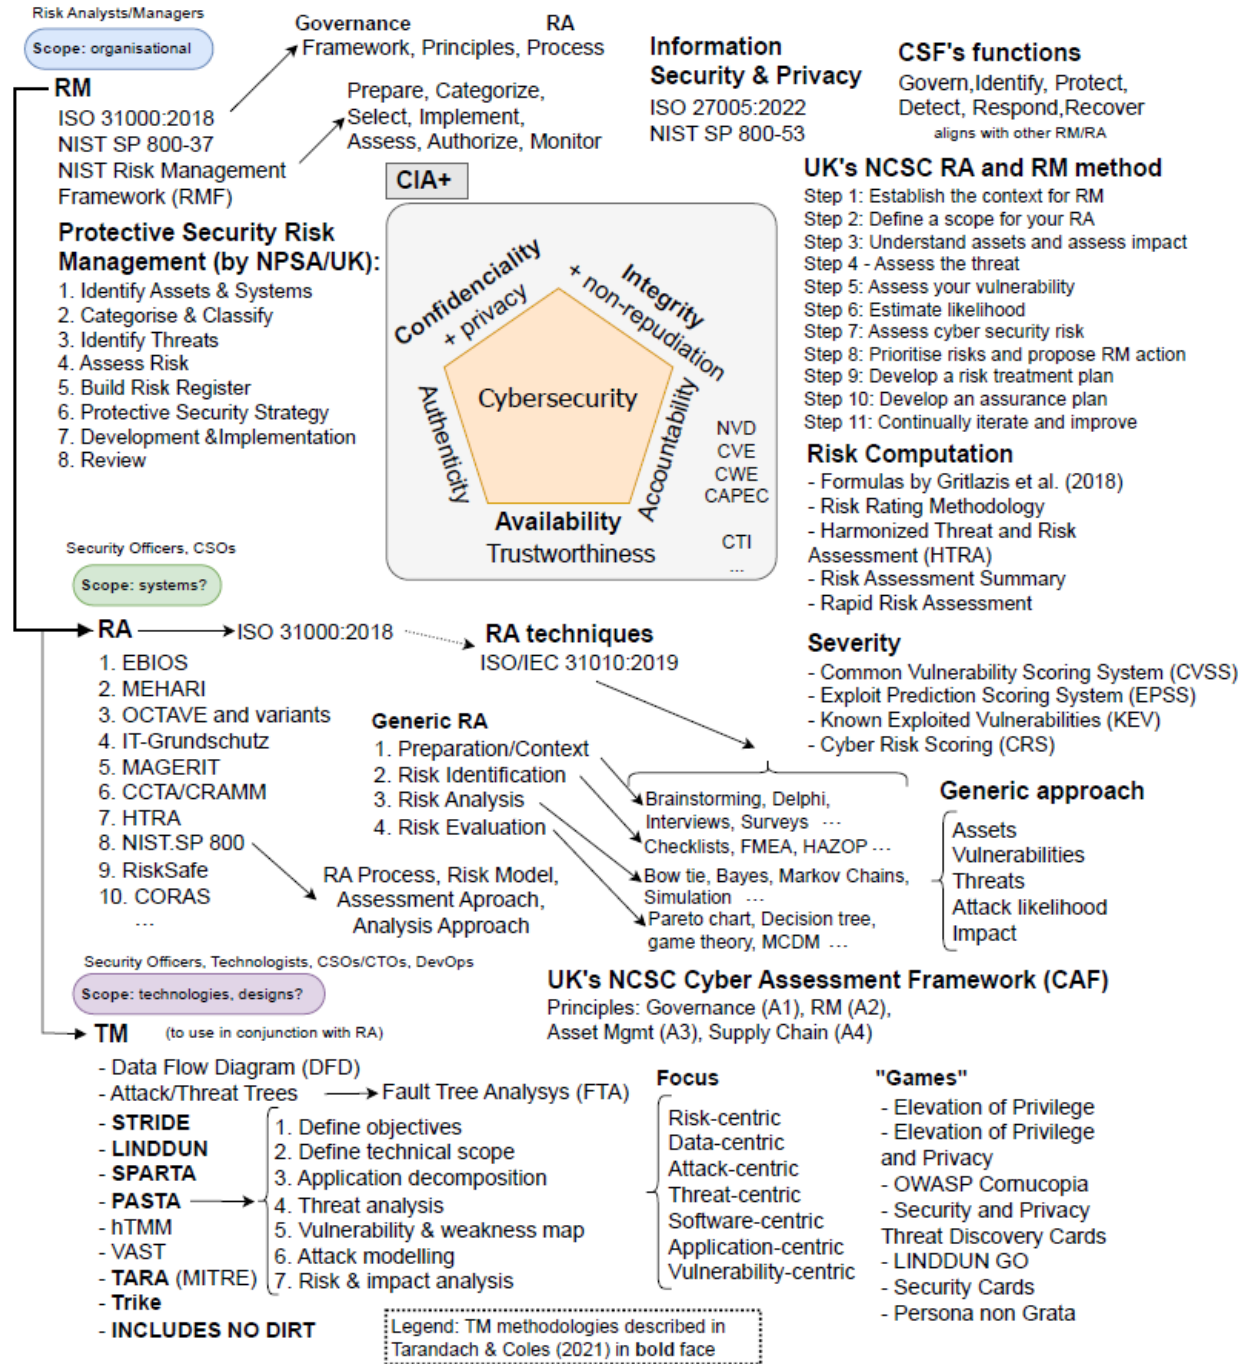 Risk Analysts/Managers
Scope: organisational
RM
ISO 31000:2018
NIST SP 800-37
NIST Risk Management
Framework (RMF)
Governance
RA
Framework, Principles, Process
Prepare, Categorize,
Select, Implement,
Assess, Authorize, Monitor
Information
Security & Privacy
ISO 27005:2022
NIST SP 800-53
CSF's functions
Govern,Identify, Protect,
Detect, Respond,Recover
aligns with other RM/RA
Protective Security Risk
Management (by NPSA/UK):
1. Identify Assets & Systems
2. Categorise & Classify
3. Identify Threats
4. Assess Risk
5. Build Risk Register
6. Protective Security Strategy
7. Development &Implementation
8. Review
CIA+
Confidenciality
+ privacy
Integrity
+ non-repudiation
Cybersecurity
Authenticity
Accountability
Availability
Trustworthiness
NVD
CVE
CWE
CAPEC
CTI
...
UK's NCSC RA and RM method
Step 1: Establish the context for RM
Step 2: Define a scope for your RA
Step 3: Understand assets and assess impact
Step 4 - Assess the threat
Step 5: Assess your vulnerability
Step 6: Estimate likelihood
Step 7: Assess cyber security risk
Step 8: Prioritise risks and propose RM action
Step 9: Develop a risk treatment plan
Step 10: Develop an assurance plan
Step 11: Continually iterate and improve
Risk Computation
- Formulas by Gritlazis et al. (2018)
- Risk Rating Methodology
- Harmonized Threat and Risk
Assessment (HTRA)
- Risk Assessment Summary
- Rapid Risk Assessment
Severity
- Common Vulnerability Scoring System (CVSS)
- Exploit Prediction Scoring System (EPSS)
- Known Exploited Vulnerabilities (KEV)
- Cyber Risk Scoring (CRS)
Security Officers, CSOs
Scope: systems?
RA
ISO 31000:2018
RA techniques
ISO/IEC 31010:2019
1. EBIOS
2. MEHARI
3. OCTAVE and variants
4. IT-Grundschutz
5. MAGERIT
6. CCTA/CRAMM
7. HTRA
8. NIST.SP 800
9. RiskSafe
10. CORAS
...
Generic RA
1. Preparation/Context
2. Risk Identification
3. Risk Analysis
4. Risk Evaluation
RA Process, Risk Model,
Assessment Aproach,
Analysis Approach
Brainstorming, Delphi,
Interviews, Surveys ...
Checklists, FMEA, HAZOP ...
Bow tie, Bayes, Markov Chains,
Simulation ...
Pareto chart, Decision tree,
game theory, MCDM ...
Generic approach
Assets
Vulnerabilities
Threats
Attack likelihood
Impact
Security Officers, Technologists, CSOs/CTOs, DevOps
Scope: technologies, designs?
TM
(to use in conjunction with RA)
UK's NCSC Cyber Assessment Framework (CAF)
Principles: Governance (A1), RM (A2),
Asset Mgmt (A3), Supply Chain (A4)
- Data Flow Diagram (DFD)
- Attack/Threat Trees
Fault Tree Analysys (FTA)
- STRIDE
- LINDDUN
- SPARTA
- PASTA
- hTMM
- VAST
- TARA (MITRE)
- Trike
- INCLUDES NO DIRT
1. Define objectives
2. Define technical scope
3. Application decomposition
4. Threat analysis
5. Vulnerability & weakness map
6. Attack modelling
7. Risk & impact analysis
Focus
Risk-centric
Data-centric
Attack-centric
Threat-centric
Software-centric
Application-centric
Vulnerability-centric
"Games"
- Elevation of Privilege
- Elevation of Privilege
and Privacy
- OWASP Cornucopia
- Security and Privacy
Threat Discovery Cards
- LINDDUN GO
- Security Cards
- Persona non Grata
Legend: TM methodologies described in
Tarandach & Coles (2021) in bold face